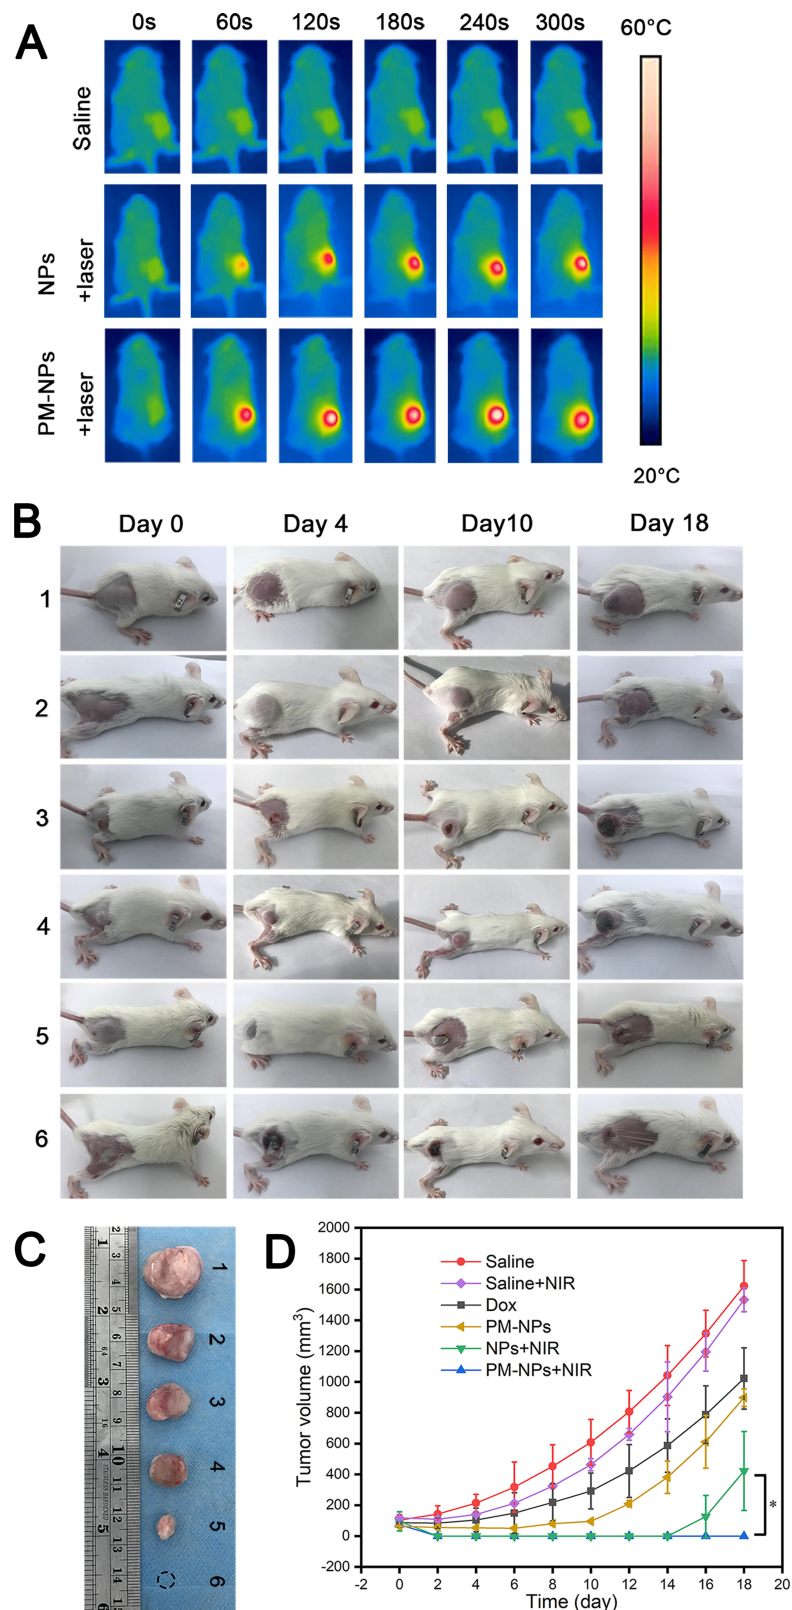 A
0s 60s 120s 180s 240s 300s 60°C
Saline
NPs
+laser
PM-NPs
+laser
20°C
B
Day 0 Day 4 Day10 Day 18
1
2
3
4
5
6
C
1
2
3
4
5
6
D
2000
1800
1600
1400
1200
1000
800
600
400
200
0
-200
Tumor volume (mm³)
Saline
Saline+NIR
Dox
PM-NPs
NPs+NIR
PM-NPs+NIR
*
-2 0 2 4 6 8 10 12 14 16 18 20
Time (day)